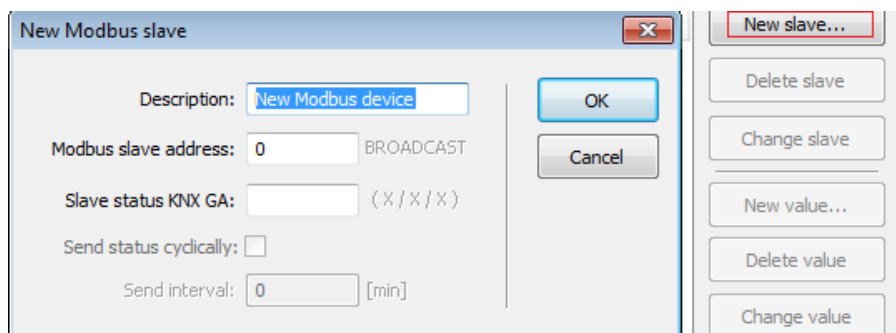 New Modbus slave
Description: New Modbus device
Modbus slave address: 0 BROADCAST
Slave status KNX GA: (X/X/X)
Send status cyclically:
Send interval: 0 [min]
OK
Cancel
New slave...
Delete slave
Change slave
New value...
Delete value
Change value